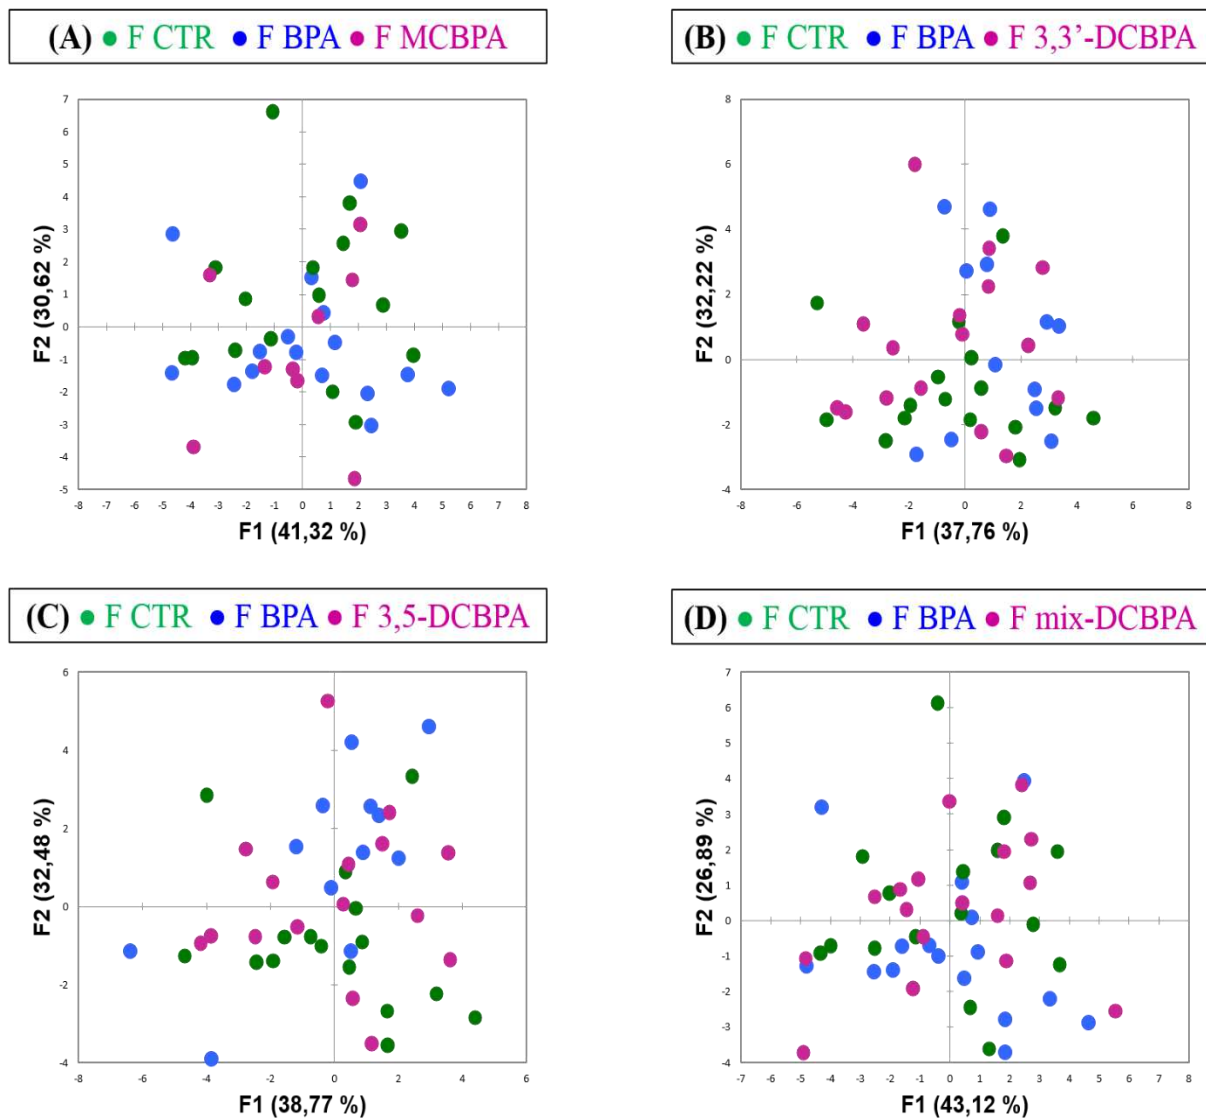 (A) ● F CTR ● F BPA ● F MCBPA
7
6
5
4
3
2
1
0
-1
-2
-3
-4
-5
F2 (30,62 %)
-8 -7 -6 -5 -4 -3 -2 -1 0 1 2 3 4 5 6 7 8
F1 (41,32 %)
(B) ● F CTR ● F BPA ● F 3,3’-DCBPA
8
6
4
2
0
-2
-4
F2 (32,22 %)
-8 -6 -4 -2 0 2 4 6 8
F1 (37,76 %)
(C) ● F CTR ● F BPA ● F 3,5-DCBPA
6
4
2
0
-2
-4
F2 (32,48 %)
-8 -6 -4 -2 0 2 4 6
F1 (38,77 %)
(D) ● F CTR ● F BPA ● F mix-DCBPA
7
6
5
4
3
2
1
0
-1
-2
-3
-4
F2 (26,89 %)
-7 -6 -5 -4 -3 -2 -1 0 1 2 3 4 5 6 7 8
F1 (43,12 %)